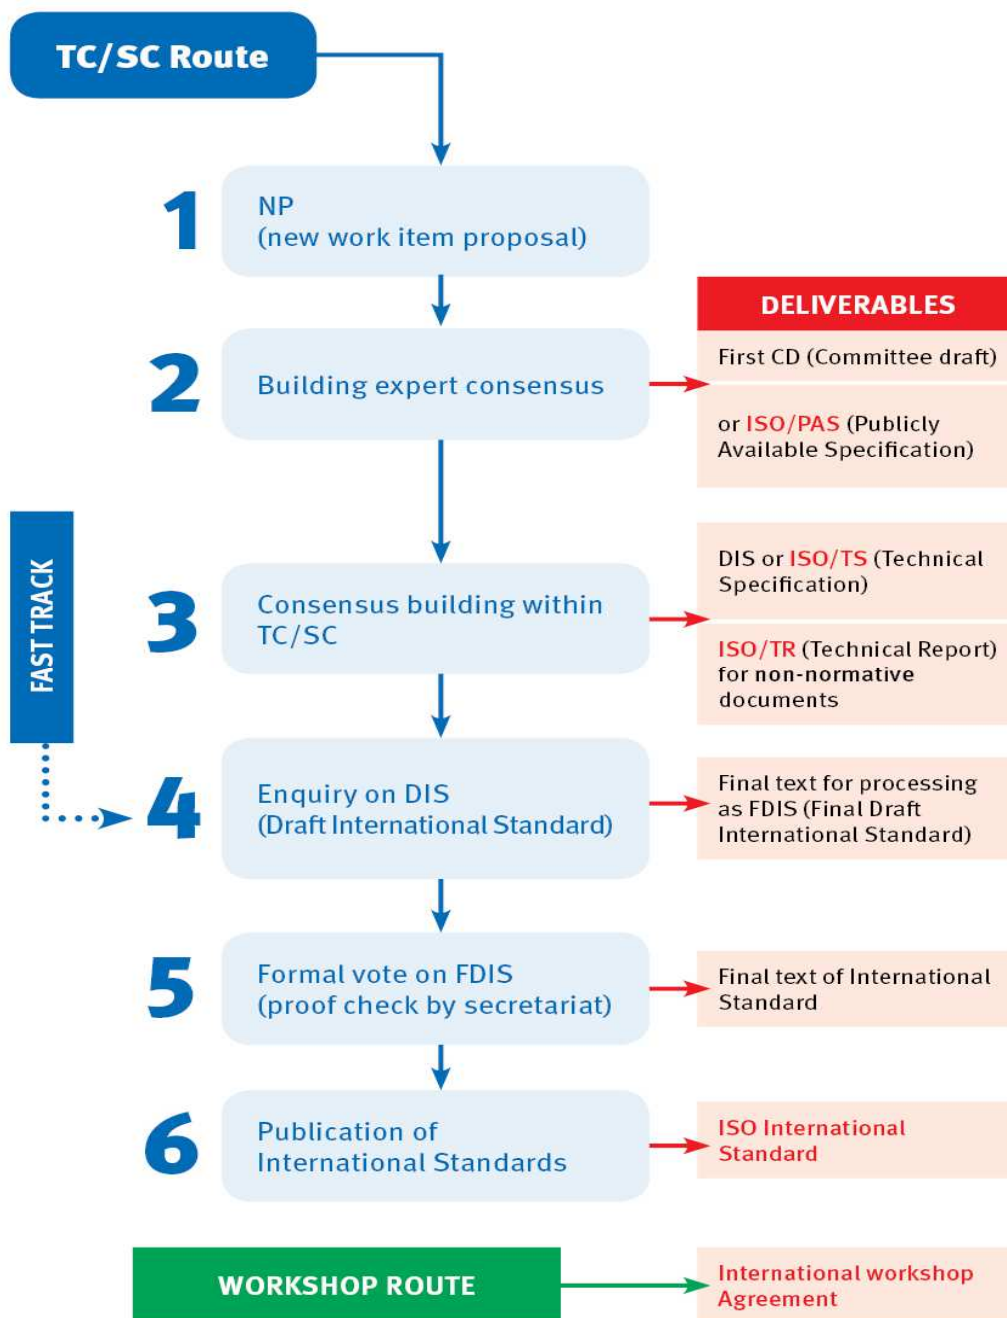 TC/SC Route
1
NP
(new work item proposal)
DELIVERABLES
2
Building expert consensus
First CD (Committee draft)
or ISO/PAS (Publicly
Available Specification)
FAST TRACK
3
Consensus building within
TC/SC
DIS or ISO/TS (Technical
Specification)
ISO/TR (Technical Report)
for non-normative
documents
4
Enquiry on DIS
(Draft International Standard)
Final text for processing
as FDIS (Final Draft
International Standard)
5
Formal vote on FDIS
(proof check by secretariat)
Final text of International
Standard
6
Publication of
International Standards
ISO International
Standard
WORKSHOP ROUTE
International workshop
Agreement